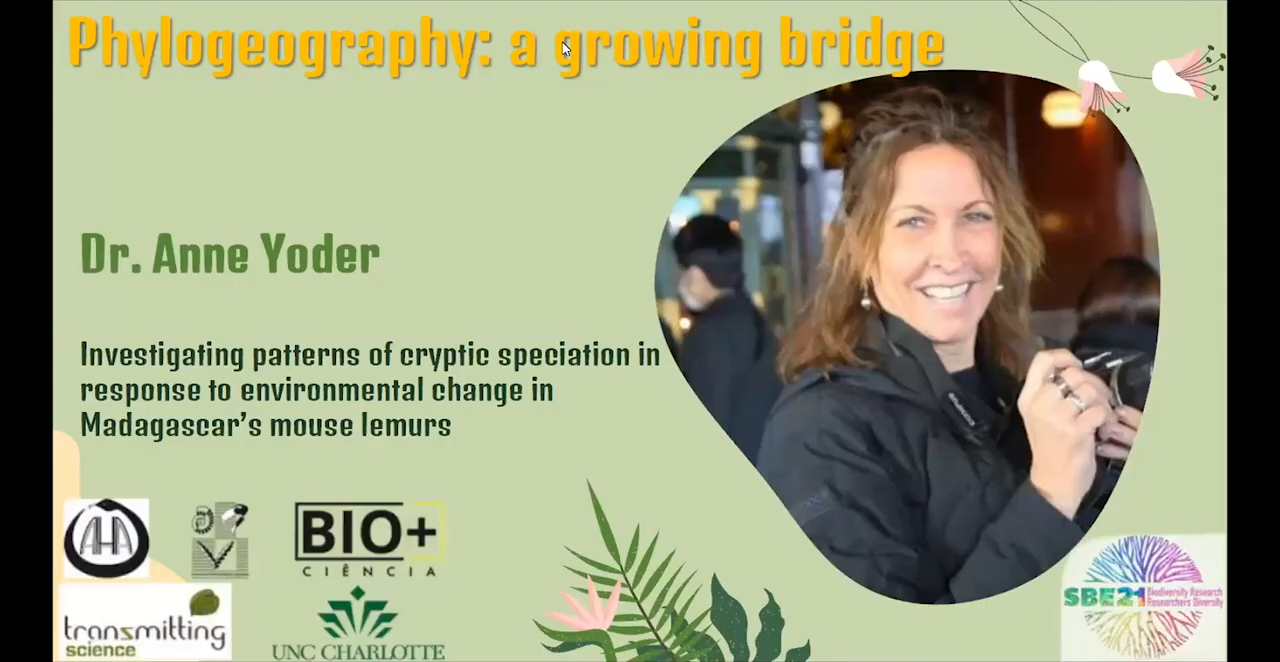 Phylogeography: a growing bridge
Dr. Anne Yoder
Investigating patterns of cryptic speciation in
response to environmental change in
Madagascar’s mouse lemurs
AHA
BIO+
CIÊNCIA
transmitting
science
UNC CHARLOTTE
SBE21
Biodiversity Research
Researchers Diversity